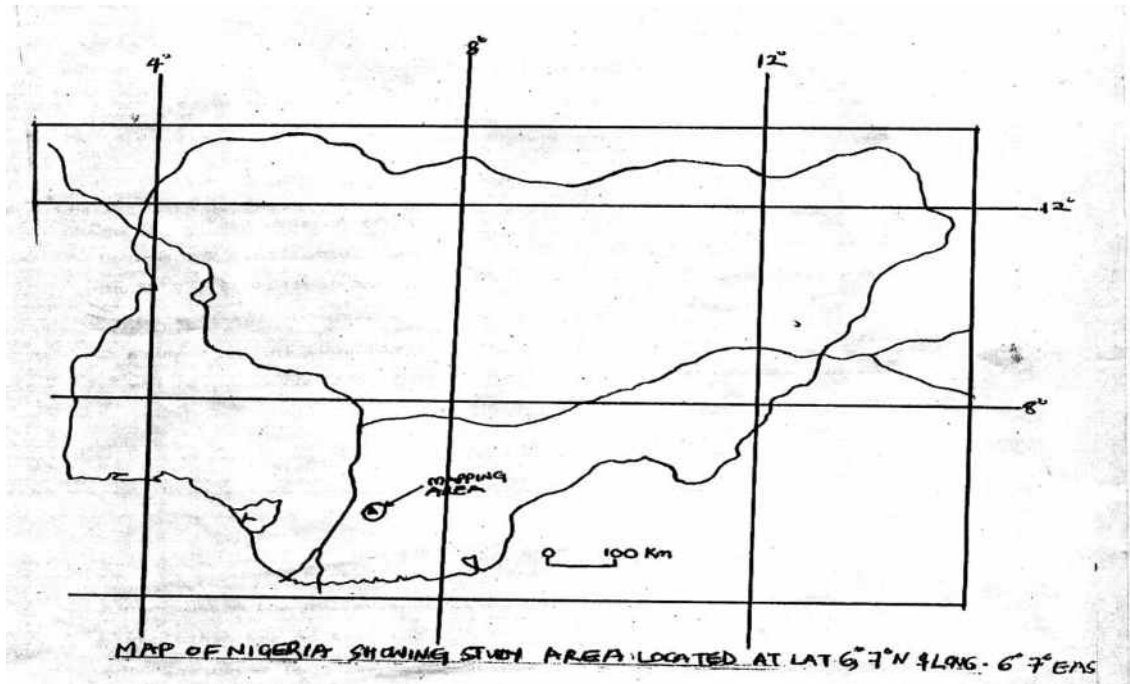 8°
4° 12°
12°
8°
MAPPING
AREA
0 100 Km
MAP OF NIGERIA SHOWING STUDY AREA LOCATED AT LAT 6° 7°N & LONG. 6° 7° EAS